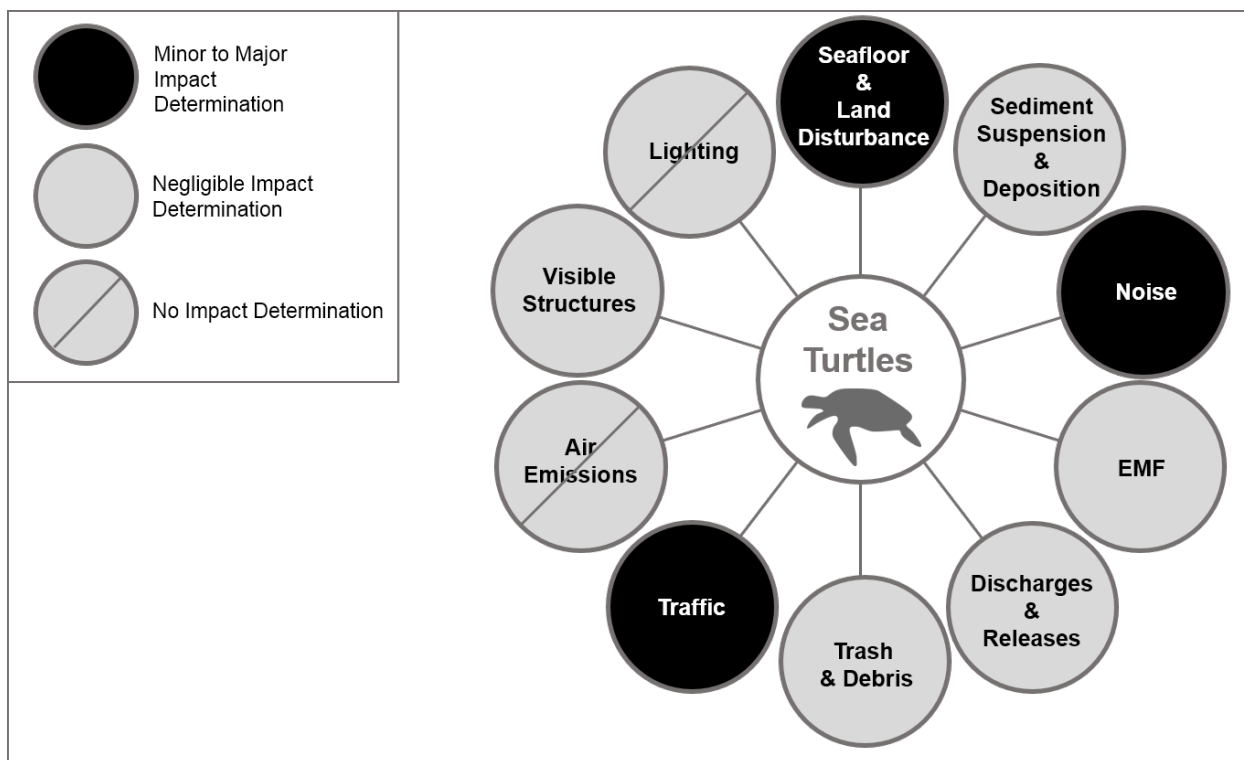 Minor to Major
Impact
Determination
Negligible Impact
Determination
No Impact Determination
Seafloor
&
Land
Disturbance
Sediment
Suspension
&
Deposition
Noise
EMF
Discharges
&
Releases
Trash
& Debris
Traffic
Air
Emissions
Visible
Structures
Lighting
Sea
Turtles